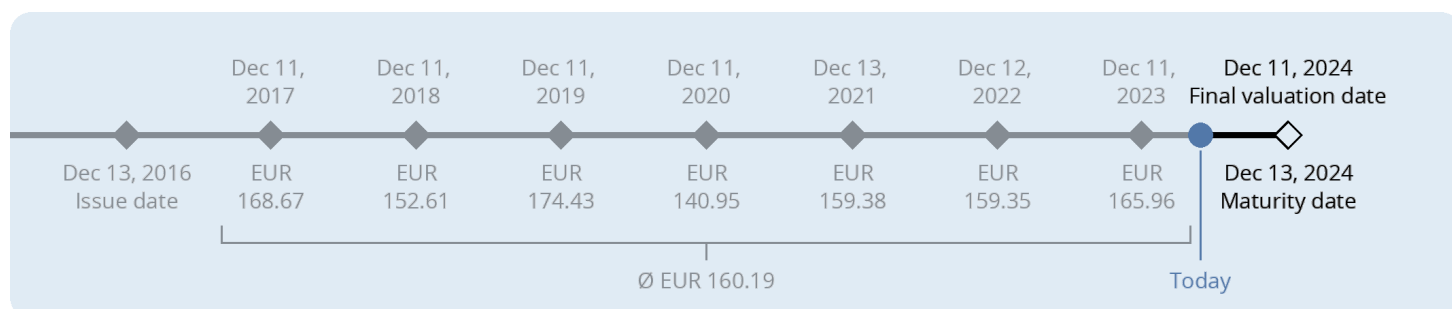 Dec 11,
2017
Dec 11,
2018
Dec 11,
2019
Dec 11,
2020
Dec 13,
2021
Dec 12,
2022
Dec 11,
2023
Dec 11, 2024
Final valuation date
Dec 13, 2016
Issue date
EUR
168.67
EUR
152.61
EUR
174.43
EUR
140.95
EUR
159.38
EUR
159.35
EUR
165.96
Dec 13, 2024
Maturity date
Ø EUR 160.19
Today